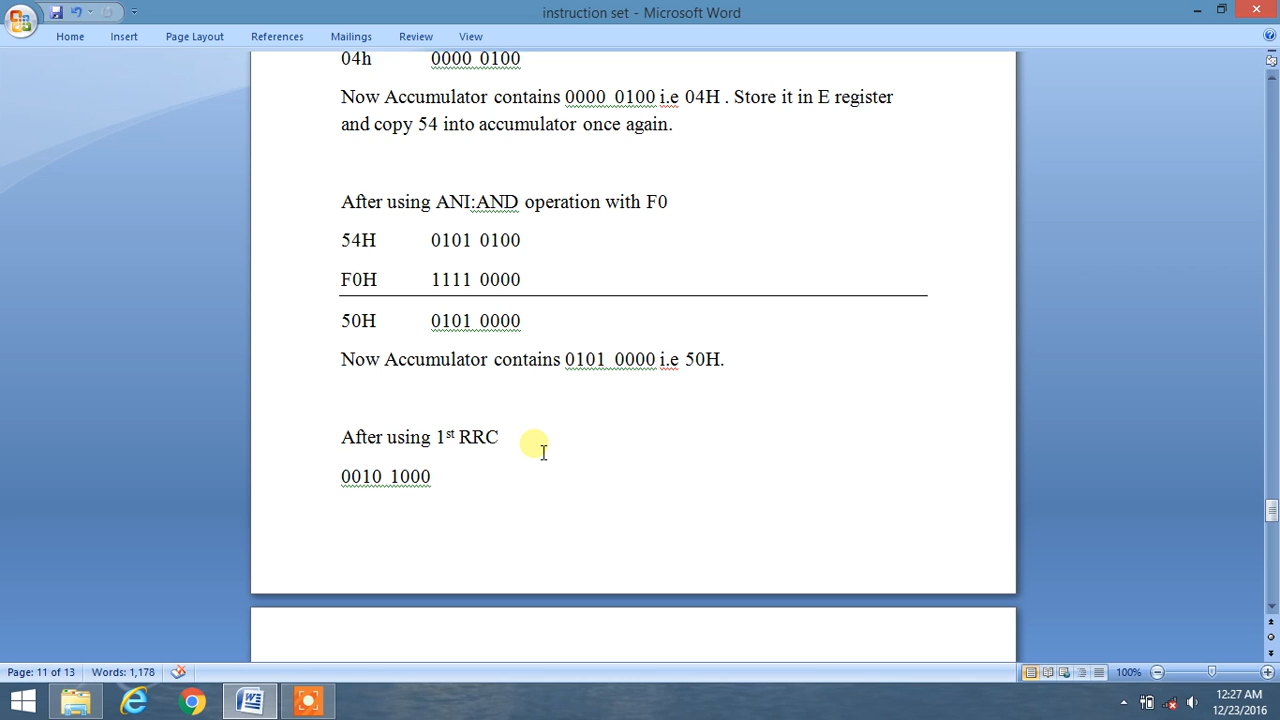 instruction set - Microsoft Word
Home Insert Page Layout References Mailings Review View
04h 0000 0100
Now Accumulator contains 0000 0100 i.e 04H . Store it in E register
and copy 54 into accumulator once again.
After using ANI:AND operation with F0
54H 0101 0100
F0H 1111 0000
50H 0101 0000
Now Accumulator contains 0101 0000 i.e 50H.
After using 1st RRC
0010 1000
Page: 11 of 13 Words: 1,178 100%
12:27 AM
12/23/2016